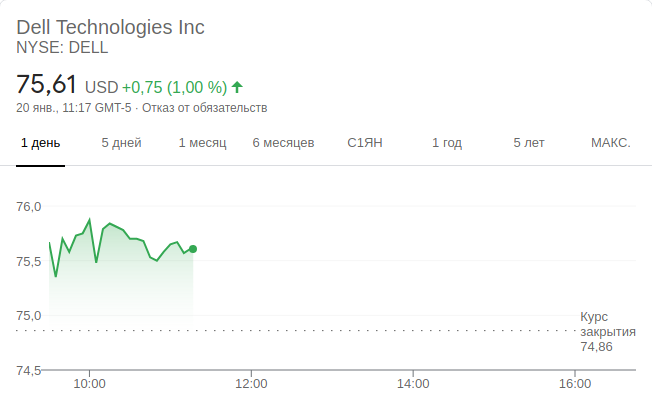 Dell Technologies Inc
NYSE: DELL
75,61 USD +0,75 (1,00 %)
20 янв., 11:17 GMT-5 · Отказ от обязательств
1 день 5 дней 1 месяц 6 месяцев С1ЯН 1 год 5 лет МАКС.
76,0
75,5
75,0
Курс
закрытия
74,86
74,5
10:00 12:00 14:00 16:00